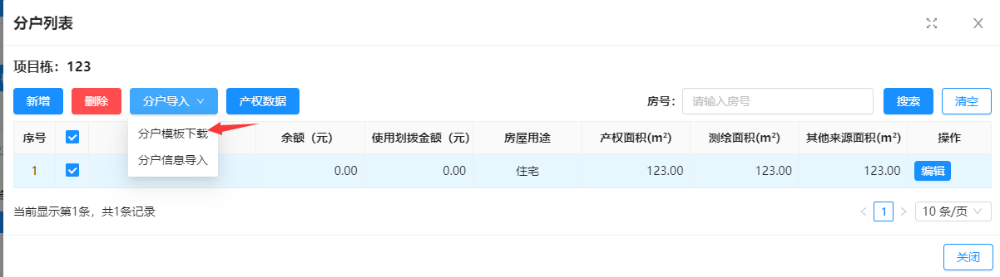 分户列表
项目栋：123
新增 删除 分户导入 产权数据 房号： 请输入房号 搜索 清空
序号 余额（元） 使用划拨金额（元） 房屋用途 产权面积(m²) 测绘面积(m²) 其他来源面积(m²) 操作
分户模板下载
分户信息导入
1 0.00 0.00 住宅 123.00 123.00 123.00 编辑
当前显示第1条，共1条记录 1 10 条/页
关闭